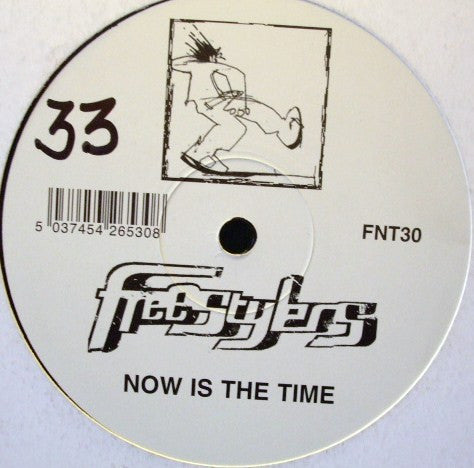 33
5 037454 265308
FNT30
Freestylers
NOW IS THE TIME